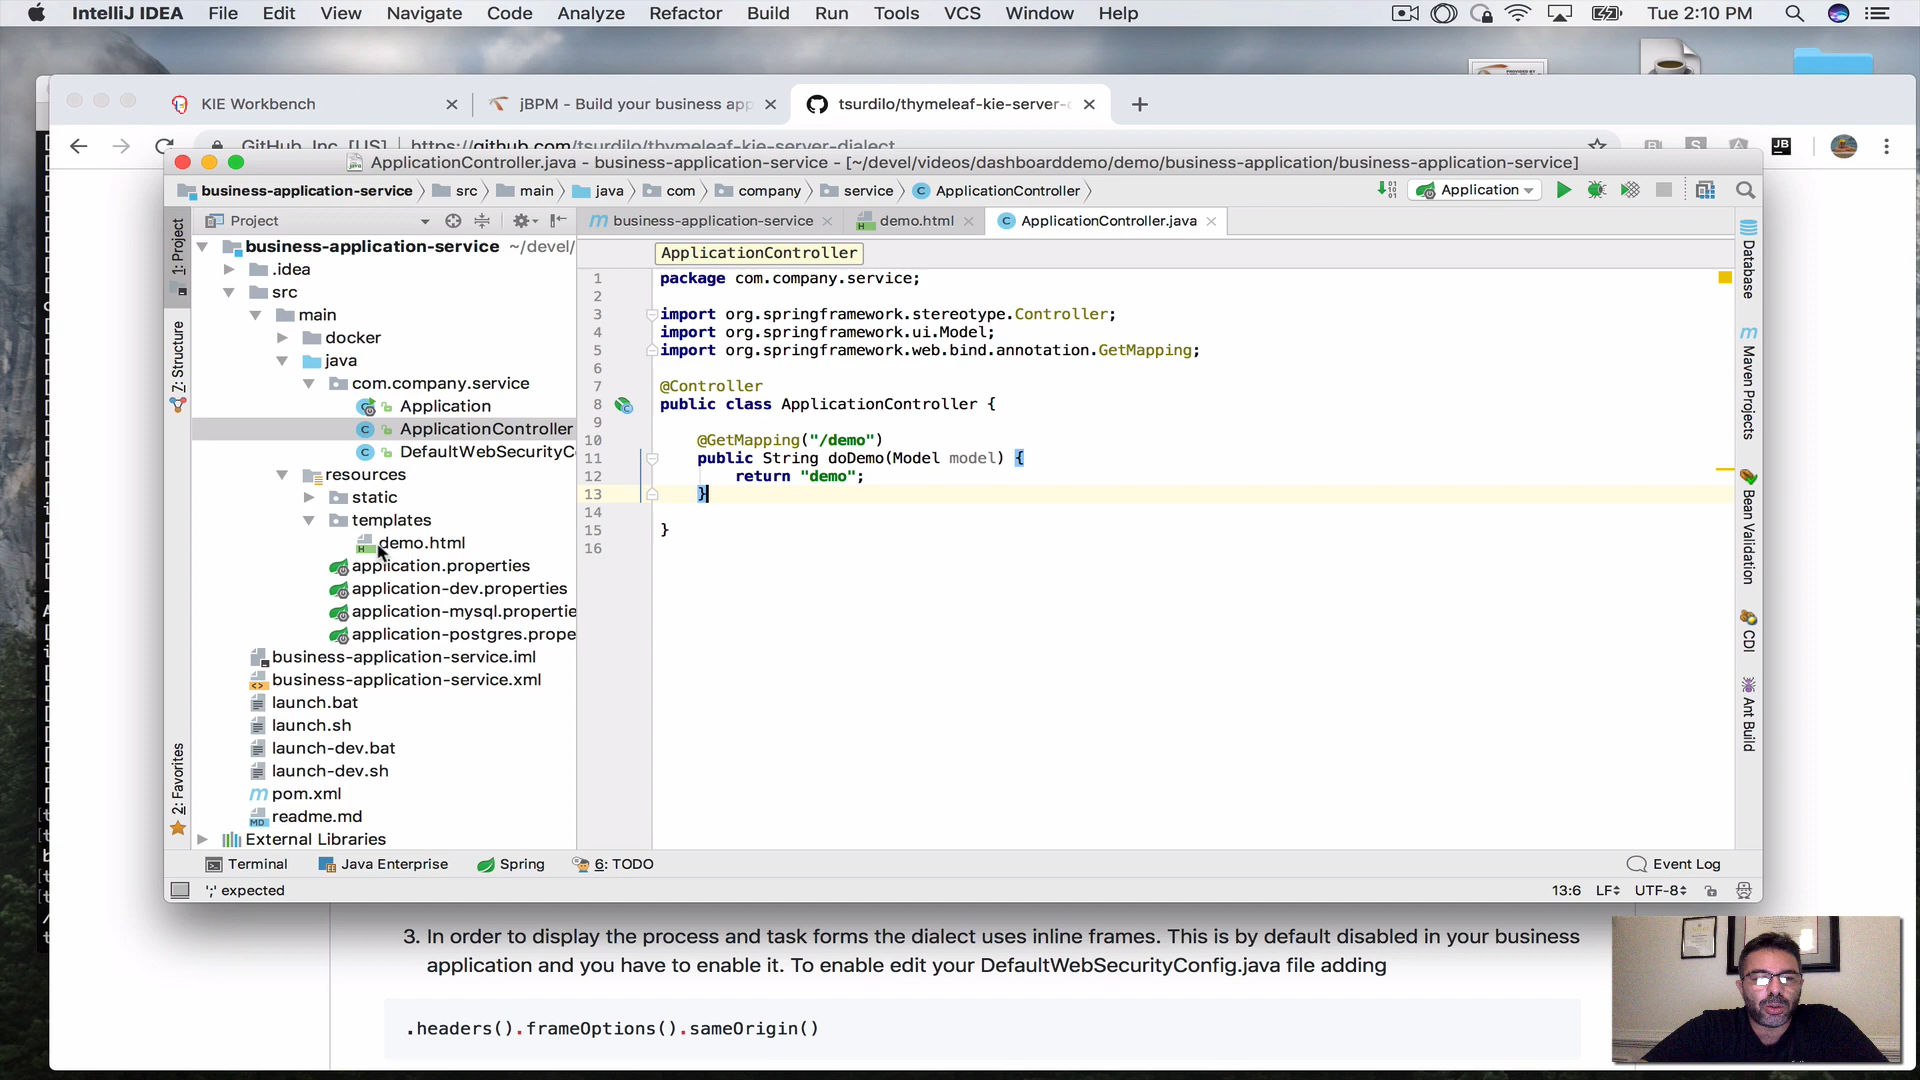 IntelliJ IDEA File Edit View Navigate Code Analyze Refactor Build Run Tools VCS Window Help Tue 2:10 PM
KIE Workbench jBPM - Build your business app tsurdilo/thymeleaf-kie-server-
GitHub, Inc. [US] https://github.com/tsurdilo/thymeleaf-kie-server-dialect
ApplicationController.java - business-application-service - [~/devel/videos/dashboarddemo/demo/business-application/business-application-service]
business-application-service src main java com company service ApplicationController Application
Project business-application-service demo.html ApplicationController.java
ApplicationController
business-application-service ~/devel/
.idea
src
main
docker
java
com.company.service
Application
ApplicationController
DefaultWebSecurityC
resources
static
templates
demo.html
application.properties
application-dev.properties
application-mysql.propertie
application-postgres.prope
business-application-service.iml
business-application-service.xml
launch.bat
launch.sh
launch-dev.bat
launch-dev.sh
pom.xml
readme.md
External Libraries
1: Project
7: Structure
2: Favorites
1 package com.company.service;
2
3 import org.springframework.stereotype.Controller;
4 import org.springframework.ui.Model;
5 import org.springframework.web.bind.annotation.GetMapping;
6
7 @Controller
8 public class ApplicationController {
9
10 @GetMapping("/demo")
11 public String doDemo(Model model) {
12 return "demo";
13 }
14
15 }
16
Database
Maven Projects
Bean Validation
CDI
Ant Build
Terminal Java Enterprise Spring 6: TODO Event Log
';' expected 13:6 LF UTF-8
3. In order to display the process and task forms the dialect uses inline frames. This is by default disabled in your business
application and you have to enable it. To enable edit your DefaultWebSecurityConfig.java file adding
.headers().frameOptions().sameOrigin()